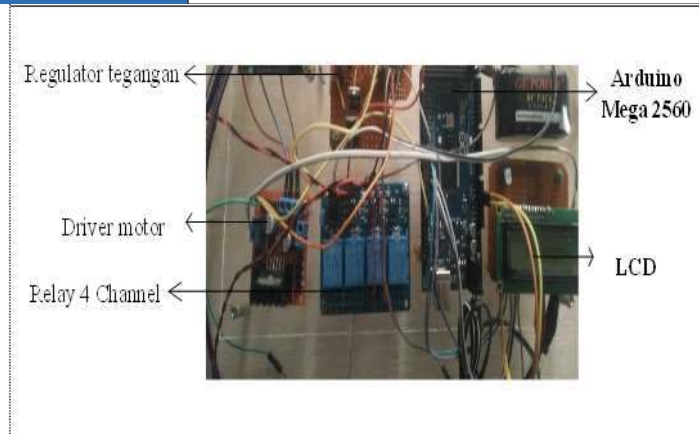 Regulator tegangan
Arduino
Mega 2560
Driver motor
LCD
Relay 4 Channel